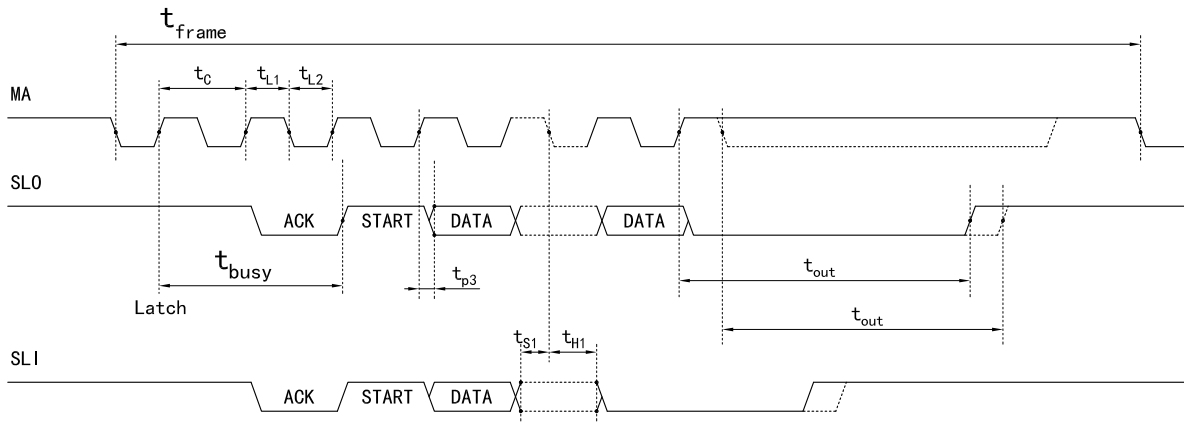 t_frame
t_C
t_L1
t_L2
MA
SLO
ACK
START
DATA
DATA
t_busy
t_p3
t_out
Latch
t_out
t_S1
t_H1
SLI
ACK
START
DATA